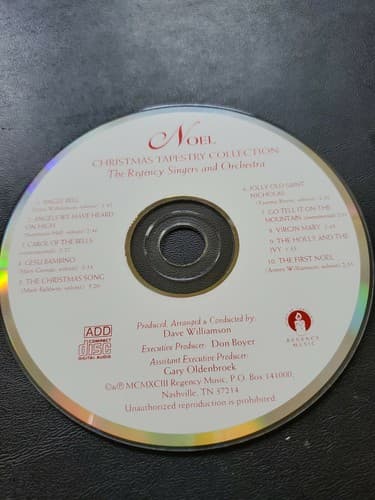 NOEL
CHRISTMAS TAPESTRY COLLECTION
The Regency Singers and Orchestra
JINGLE BELL
ANGELS WE HAVE HEARD
ON HIGH
3. CAROL OF THE BELLS
4. GESU BAMBINO
5. THE CHRISTMAS SONG
5:20
6. JOLLY OLD SAINT
NICHOLAS
7. GO TELL IT ON THE
MOUNTAIN
8. VIRGIN MARY
9. THE HOLLY AND THE
IVY
10. THE FIRST NOEL
Produced, Arranged & Conducted by:
Dave Williamson
Executive Producer: Don Boyer
Assistant Executive Producer:
Gary Oldenbroek
©&℗ MCMXCIII Regency Music, P.O. Box 141000,
Nashville, TN 37214
Unauthorized reproduction is prohibited.
ADD
COMPACT
disc
DIGITAL AUDIO
REGENCY
MUSIC